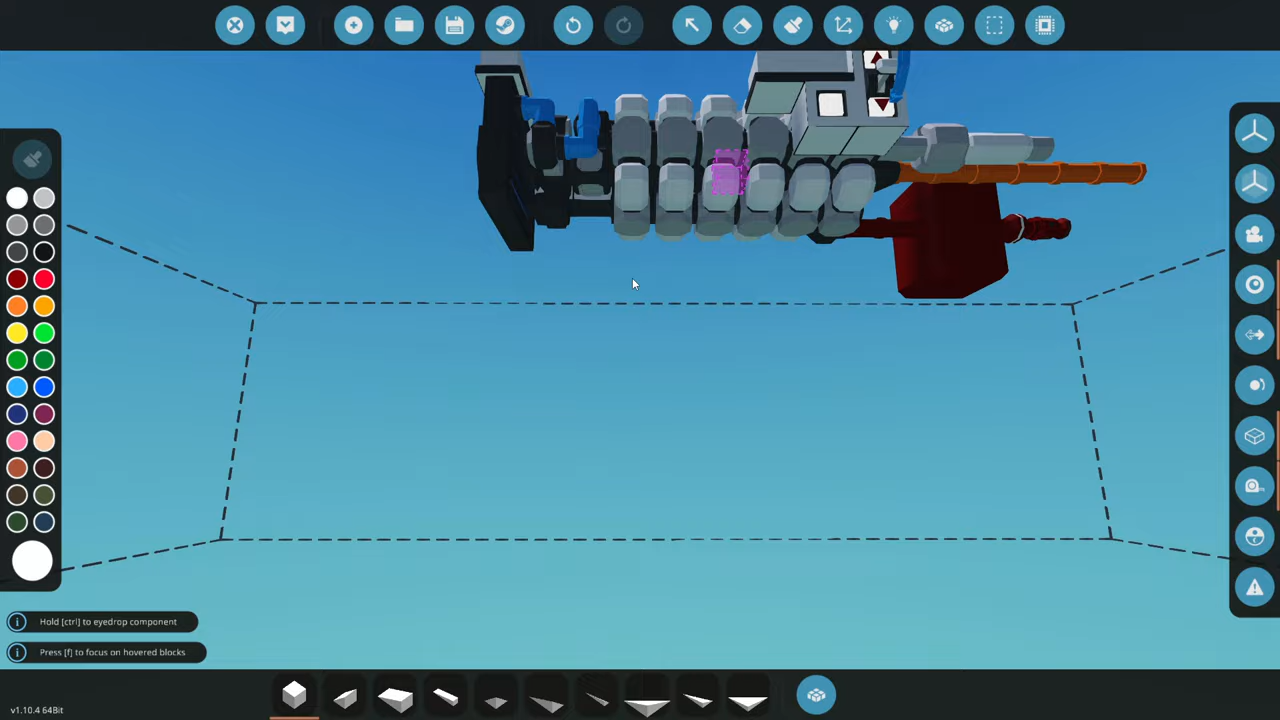 Hold [ctrl] to eyedrop component
Press [f] to focus on hovered blocks
v1.10.4 64Bit